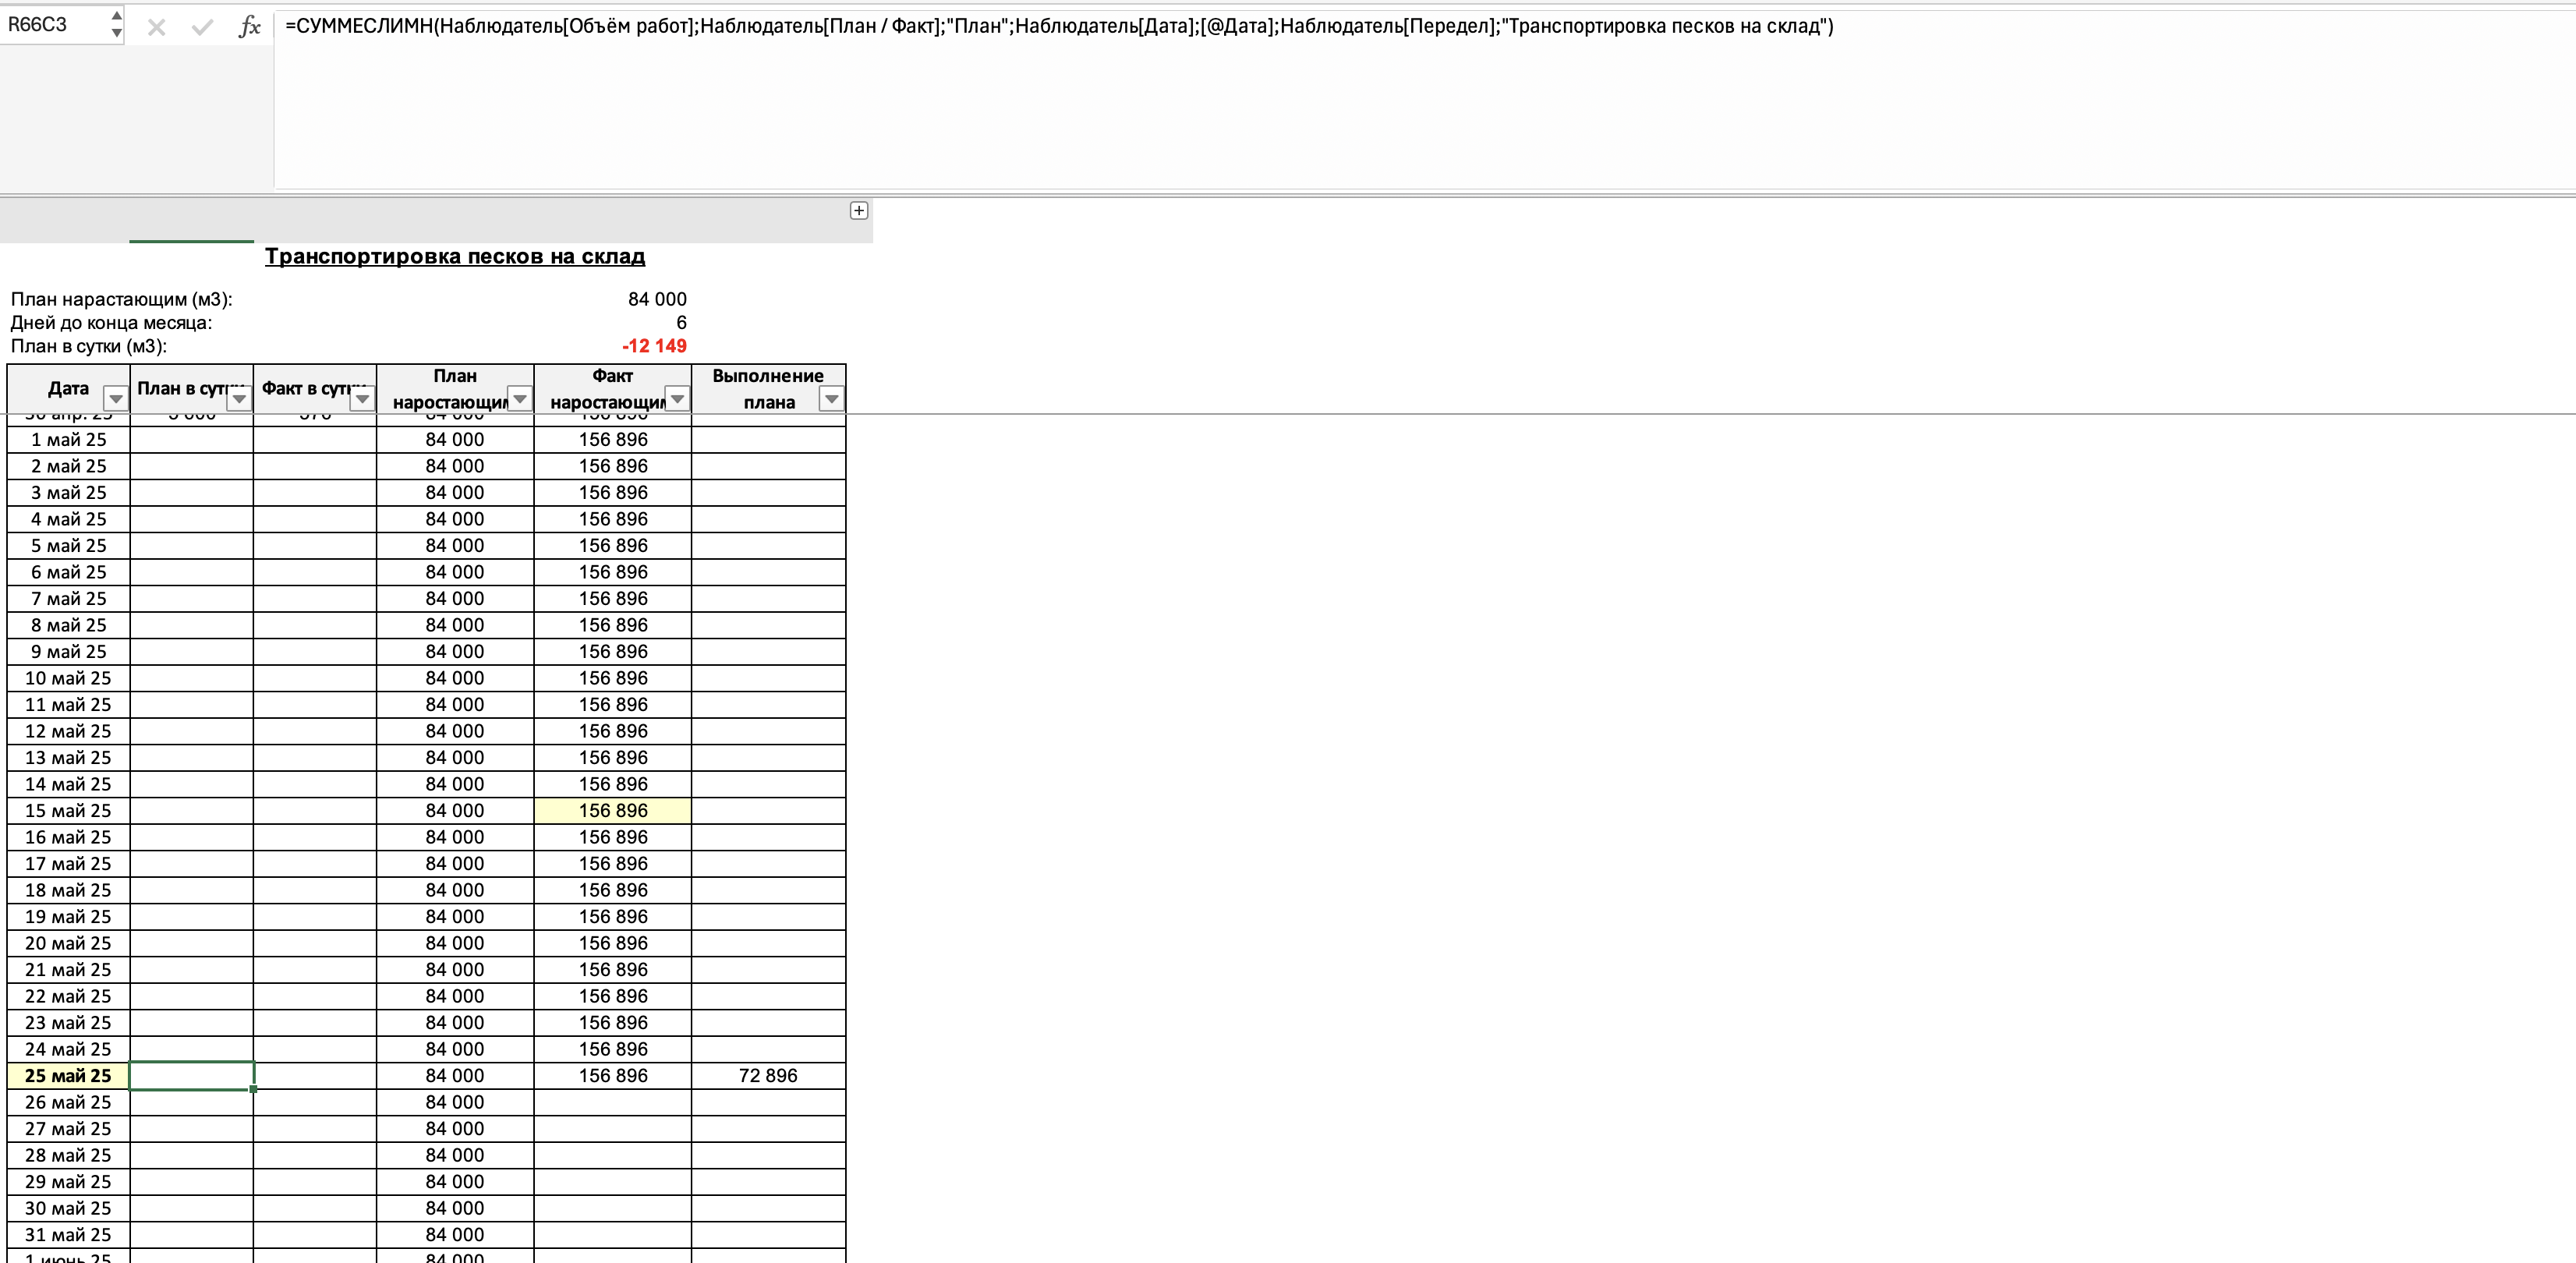 R66C3
fx
=СУММЕСЛИМН(Наблюдатель[Объём работ];Наблюдатель[План / Факт];"План";Наблюдатель[Дата];[@Дата];Наблюдатель[Передел];"Транспортировка песков на склад")
Транспортировка песков на склад
План нарастающим (м3): 84 000
Дней до конца месяца: 6
План в сутки (м3): -12 149
Дата План в Факт в План Факт Выполнение плана
1 май 25 84 000 156 896
2 май 25 84 000 156 896
3 май 25 84 000 156 896
4 май 25 84 000 156 896
5 май 25 84 000 156 896
6 май 25 84 000 156 896
7 май 25 84 000 156 896
8 май 25 84 000 156 896
9 май 25 84 000 156 896
10 май 25 84 000 156 896
11 май 25 84 000 156 896
12 май 25 84 000 156 896
13 май 25 84 000 156 896
14 май 25 84 000 156 896
15 май 25 84 000 156 896
16 май 25 84 000 156 896
17 май 25 84 000 156 896
18 май 25 84 000 156 896
19 май 25 84 000 156 896
20 май 25 84 000 156 896
21 май 25 84 000 156 896
22 май 25 84 000 156 896
23 май 25 84 000 156 896
24 май 25 84 000 156 896
25 май 25 84 000 156 896 72 896
26 май 25 84 000
27 май 25 84 000
28 май 25 84 000
29 май 25 84 000
30 май 25 84 000
31 май 25 84 000
1 июнь 25 84 000